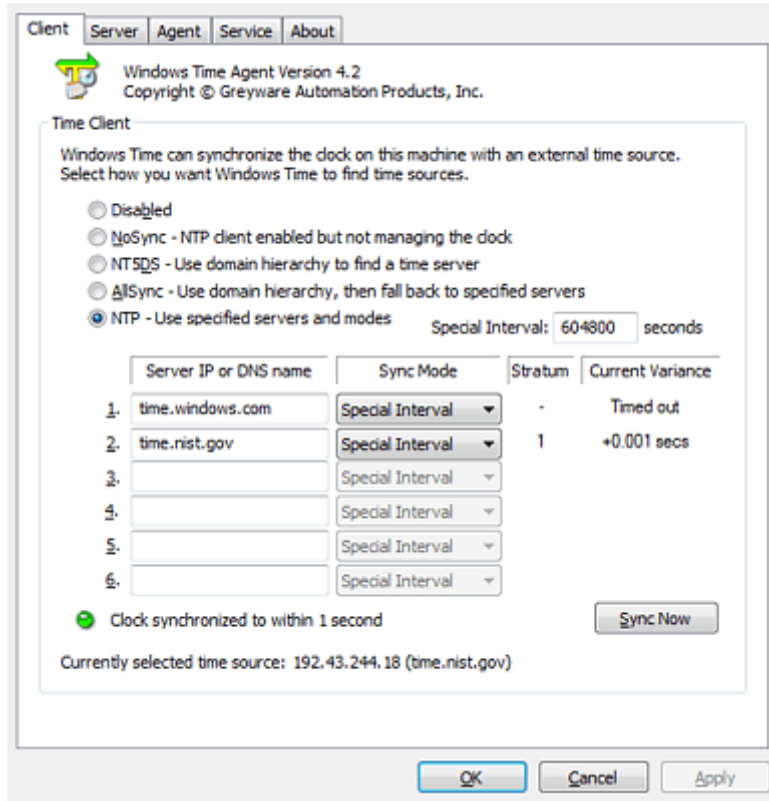 Client Server Agent Service About
Windows Time Agent Version 4.2
Copyright © Greyware Automation Products, Inc.
Time Client
Windows Time can synchronize the clock on this machine with an external time source.
Select how you want Windows Time to find time sources.
Disabled
NoSync - NTP client enabled but not managing the clock
NT5DS - Use domain hierarchy to find a time server
AllSync - Use domain hierarchy, then fall back to specified servers
NTP - Use specified servers and modes Special Interval: 604800 seconds
Server IP or DNS name Sync Mode Stratum Current Variance
1. time.windows.com Special Interval - Timed out
2. time.nist.gov Special Interval 1 +0.001 secs
3. Special Interval
4. Special Interval
5. Special Interval
6. Special Interval
Clock synchronized to within 1 second Sync Now
Currently selected time source: 192.43.244.18 (time.nist.gov)
OK Cancel Apply